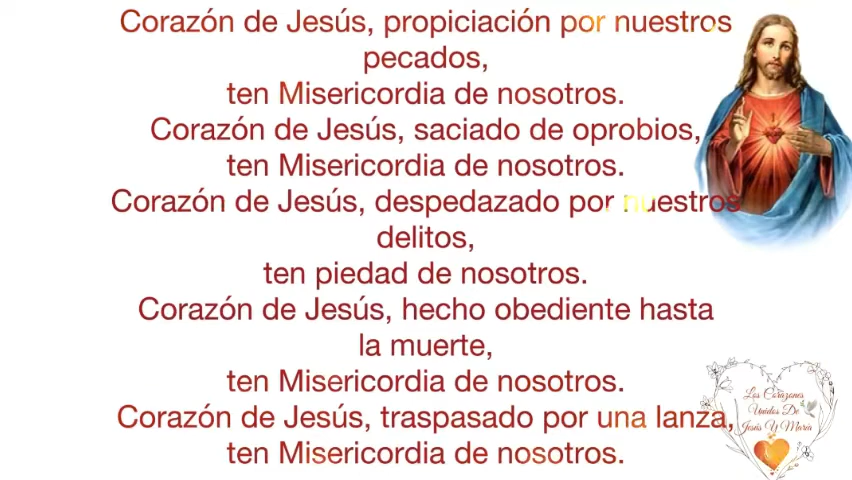 Corazón de Jesús, propiciación por nuestros
pecados,
ten Misericordia de nosotros.
Corazón de Jesús, saciado de oprobios,
ten Misericordia de nosotros.
Corazón de Jesús, despedazado por nuestros
delitos,
ten piedad de nosotros.
Corazón de Jesús, hecho obediente hasta
la muerte,
ten Misericordia de nosotros.
Corazón de Jesús, traspasado por una lanza,
ten Misericordia de nosotros.
Los Corazones
Unidos De
Jesús Y María